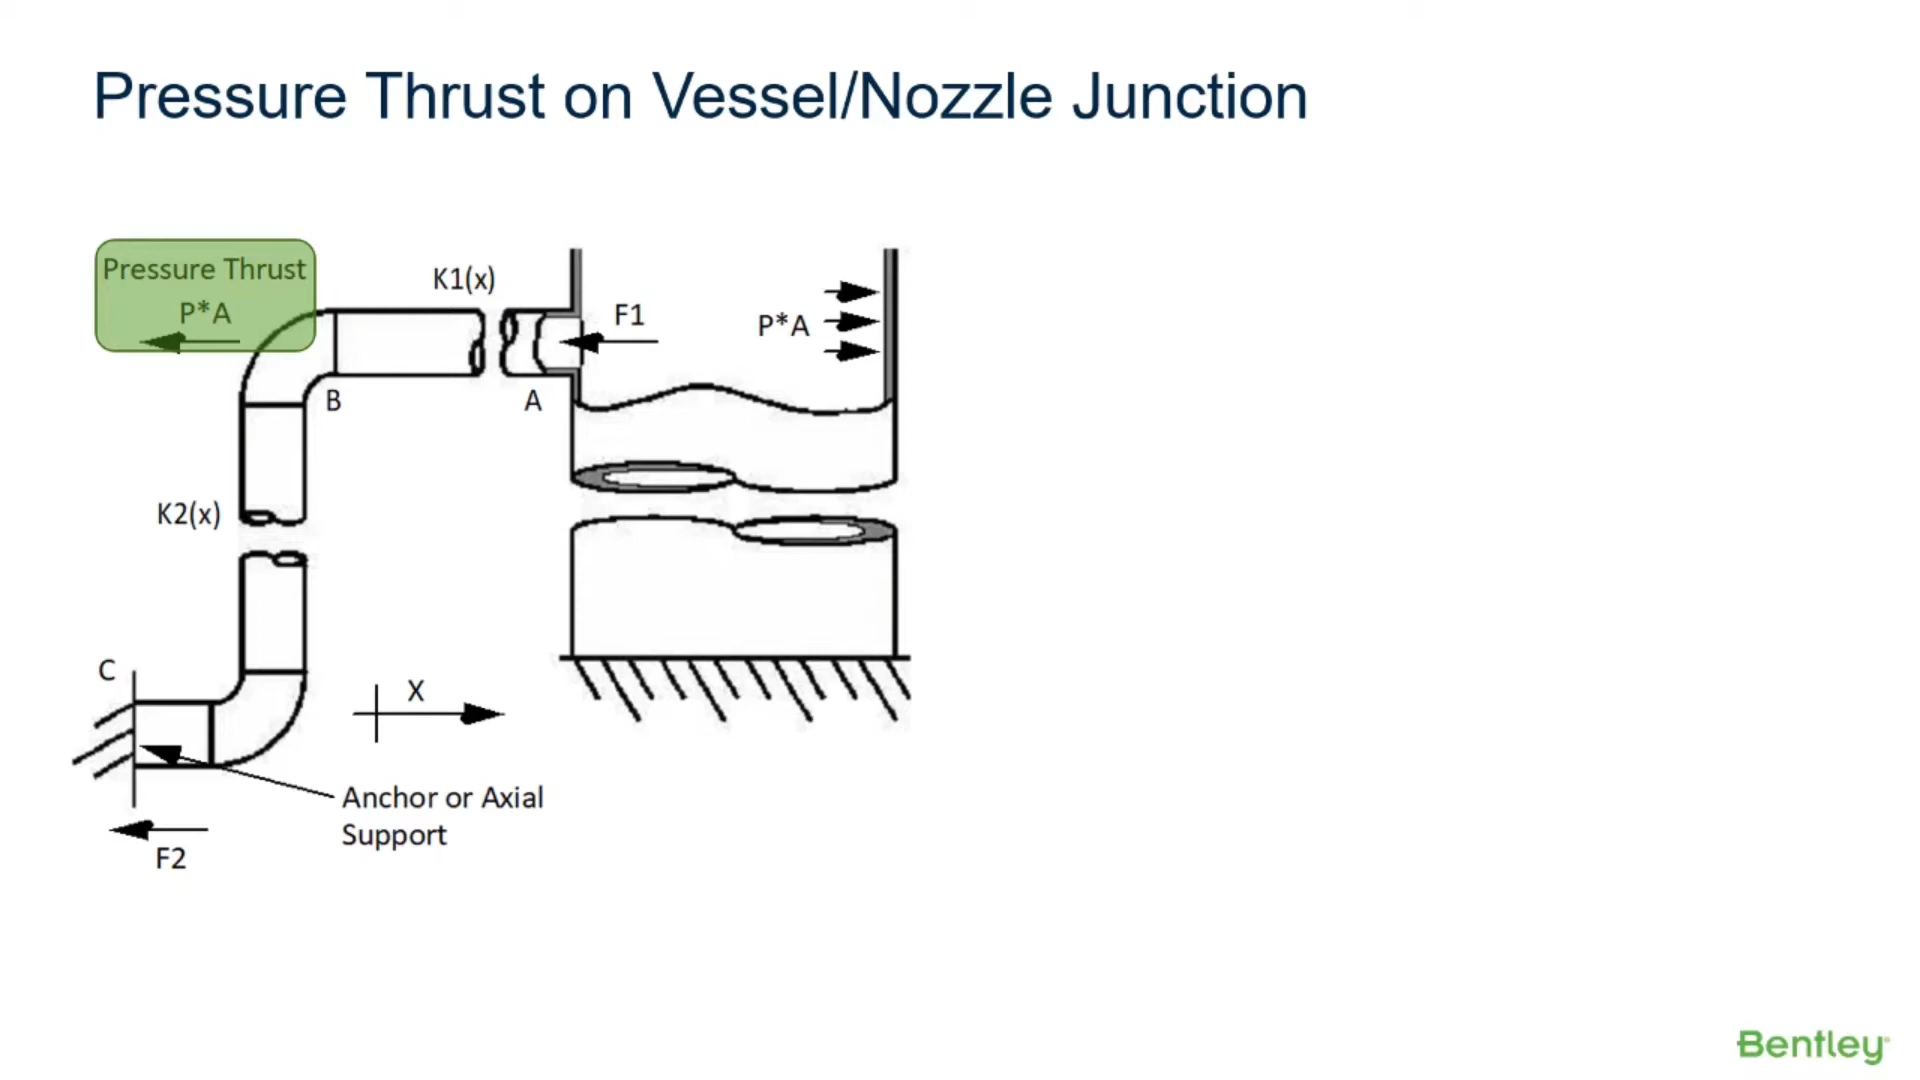 Pressure Thrust on Vessel/Nozzle Junction
Pressure Thrust
P*A
K1(x)
F1
P*A
B
A
K2(x)
C
X
Anchor or Axial
Support
F2
Bentley